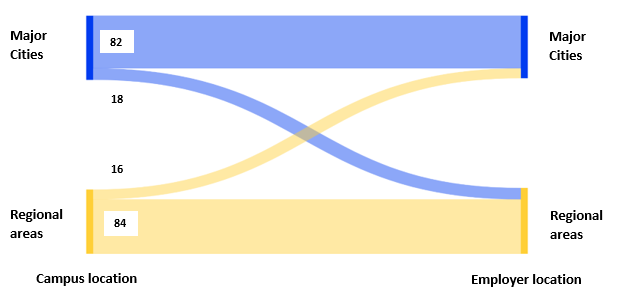 Major
Cities
82
Major
Cities
18
16
Regional
areas
84
Regional
areas
Campus location
Employer location